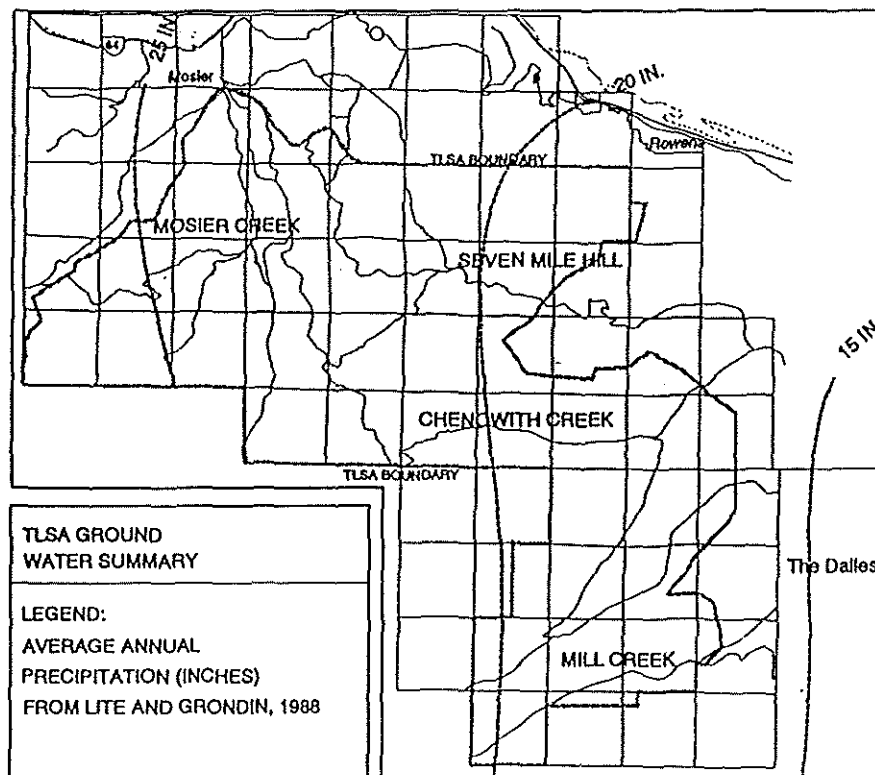 25 IN.
Mosier
20 IN.
Rowena
TLSA BOUNDARY
MOSIER CREEK
SEVEN MILE HILL
15 IN.
CHENOWITH CREEK
TLSA BOUNDARY
The Dalles
MILL CREEK
TLSA GROUND
WATER SUMMARY
LEGEND:
AVERAGE ANNUAL
PRECIPITATION (INCHES)
FROM LITE AND GRONDIN, 1988